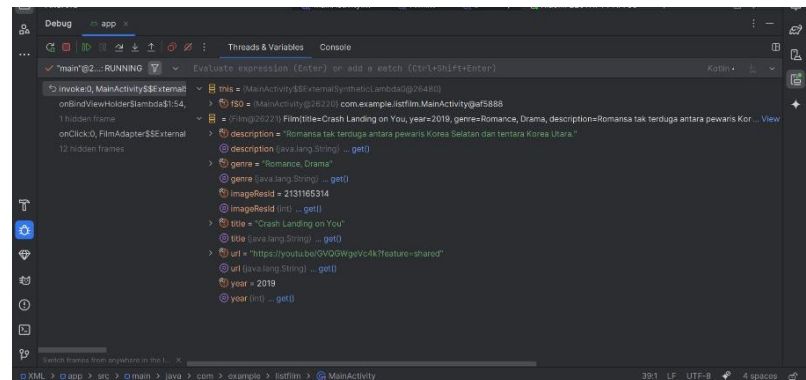 Debug app ×
Threads & Variables Console
"main"@2...: RUNNING
Evaluate expression (Enter) or add a watch (Ctrl+Shift+Enter) Kotlin
invoke:0, MainActivity$$External
onBindViewHolder$lambda$1:54,
1 hidden frame
onClick:0, FilmAdapter$$External
12 hidden frames
this = {MainActivity$$ExternalSyntheticLambda0@26480}
f$0 = {MainActivity@26220} com.example.listfilm.MainActivity@af5888
= {Film@26221} Film(title=Crash Landing on You, year=2019, genre=Romance, Drama, description=Romansa tak terduga antara pewaris Kor... View
description = "Romansa tak terduga antara pewaris Korea Selatan dan tentara Korea Utara."
description (java.lang.String) ... get()
genre = "Romance, Drama"
genre (java.lang.String) ... get()
imageResId = 2131165314
imageResId (int) ... get()
title = "Crash Landing on You"
title (java.lang.String) ... get()
url = "https://youtu.be/GVQGWgeVc4k?feature=shared"
url (java.lang.String) ... get()
year = 2019
year (int) ... get()
Switch frames from anywhere in the I... ×
XML > app > src > main > java > com > example > listfilm > MainActivity
39:1 LF UTF-8 4 spaces